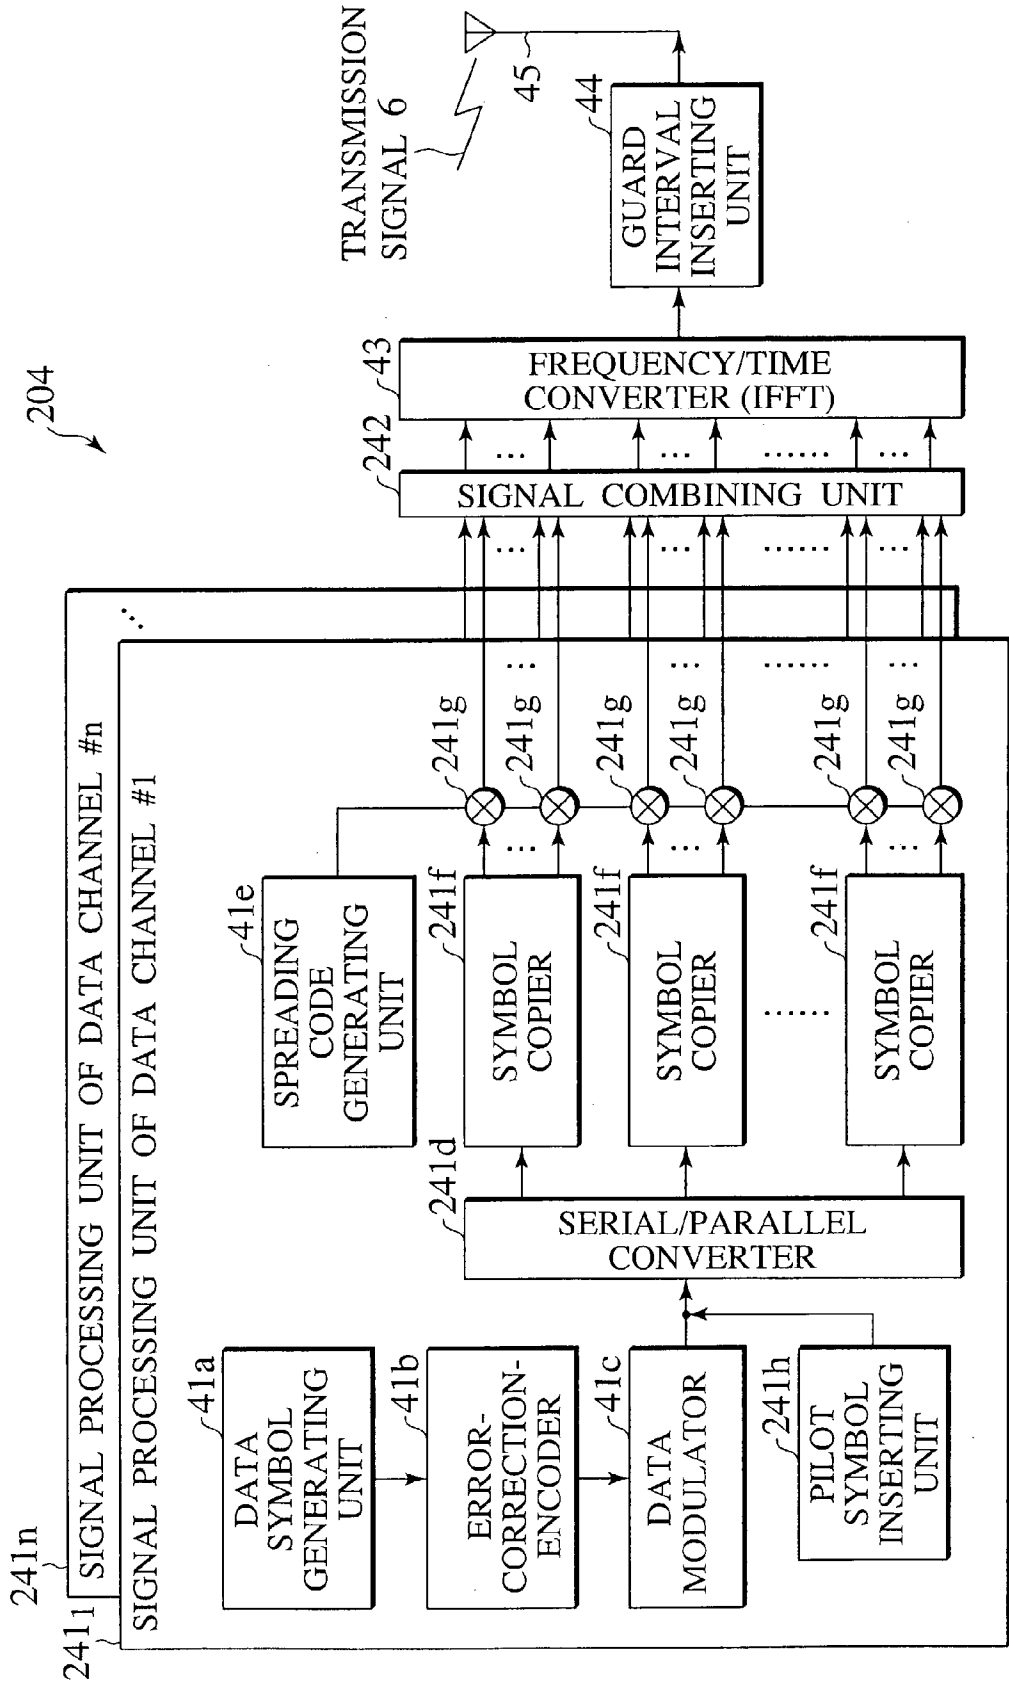 204
241n
SIGNAL PROCESSING UNIT OF DATA CHANNEL #n
241₁
SIGNAL PROCESSING UNIT OF DATA CHANNEL #1
41a
DATA
SYMBOL
GENERATING
UNIT
41b
ERROR-
CORRECTION-
ENCODER
41c
DATA
MODULATOR
241h
PILOT
SYMBOL
INSERTING
UNIT
241d
SERIAL/PARALLEL
CONVERTER
41e
SPREADING
CODE
GENERATING
UNIT
241f
SYMBOL
COPIER
241f
SYMBOL
COPIER
241f
SYMBOL
COPIER
241g
241g
241g
241g
241g
241g
242
SIGNAL COMBINING UNIT
43
FREQUENCY/TIME
CONVERTER (IFFT)
44
GUARD
INTERVAL
INSERTING
UNIT
45
TRANSMISSION
SIGNAL 6